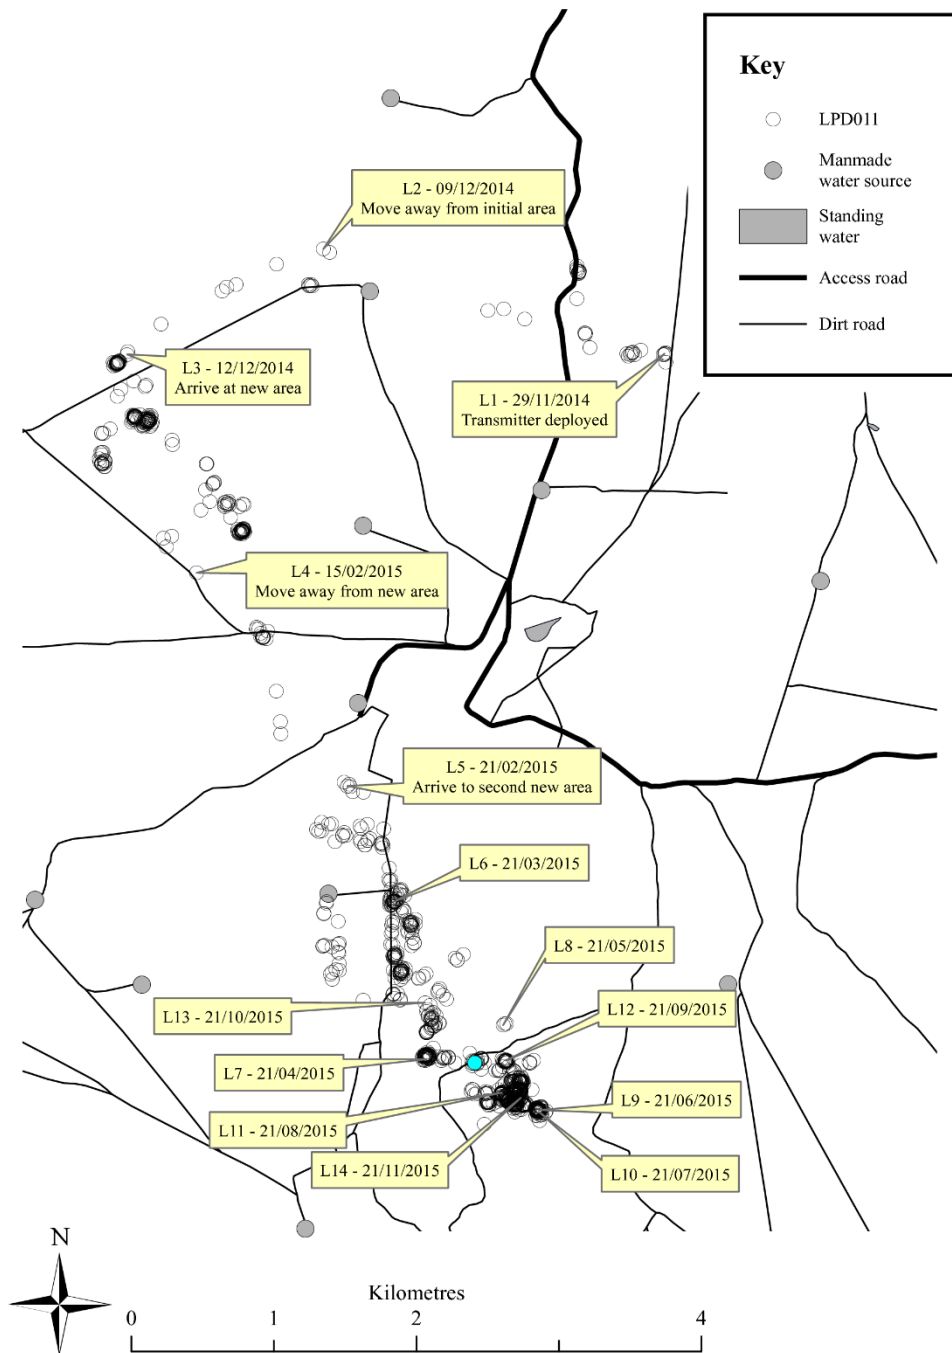 Key
LPD011
Manmade
water source
Standing
water
Access road
Dirt road
L2 - 09/12/2014
Move away from initial area
L3 - 12/12/2014
Arrive at new area
L1 - 29/11/2014
Transmitter deployed
L4 - 15/02/2015
Move away from new area
L5 - 21/02/2015
Arrive to second new area
L6 - 21/03/2015
L8 - 21/05/2015
L13 - 21/10/2015
L12 - 21/09/2015
L7 - 21/04/2015
L9 - 21/06/2015
L11 - 21/08/2015
L14 - 21/11/2015
L10 - 21/07/2015
N
Kilometres
0 1 2 4